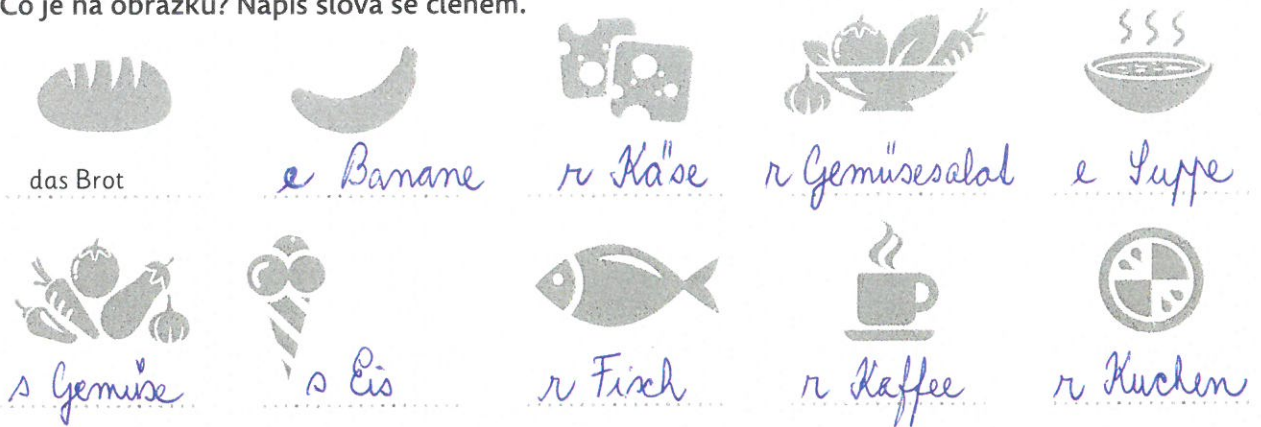 Co je na obrázku? Napiš slova se členem.
das Brot e Banane r Käse r Gemüsesalat e Suppe
s Gemüse s Eis r Fisch r Kaffee r Kuchen